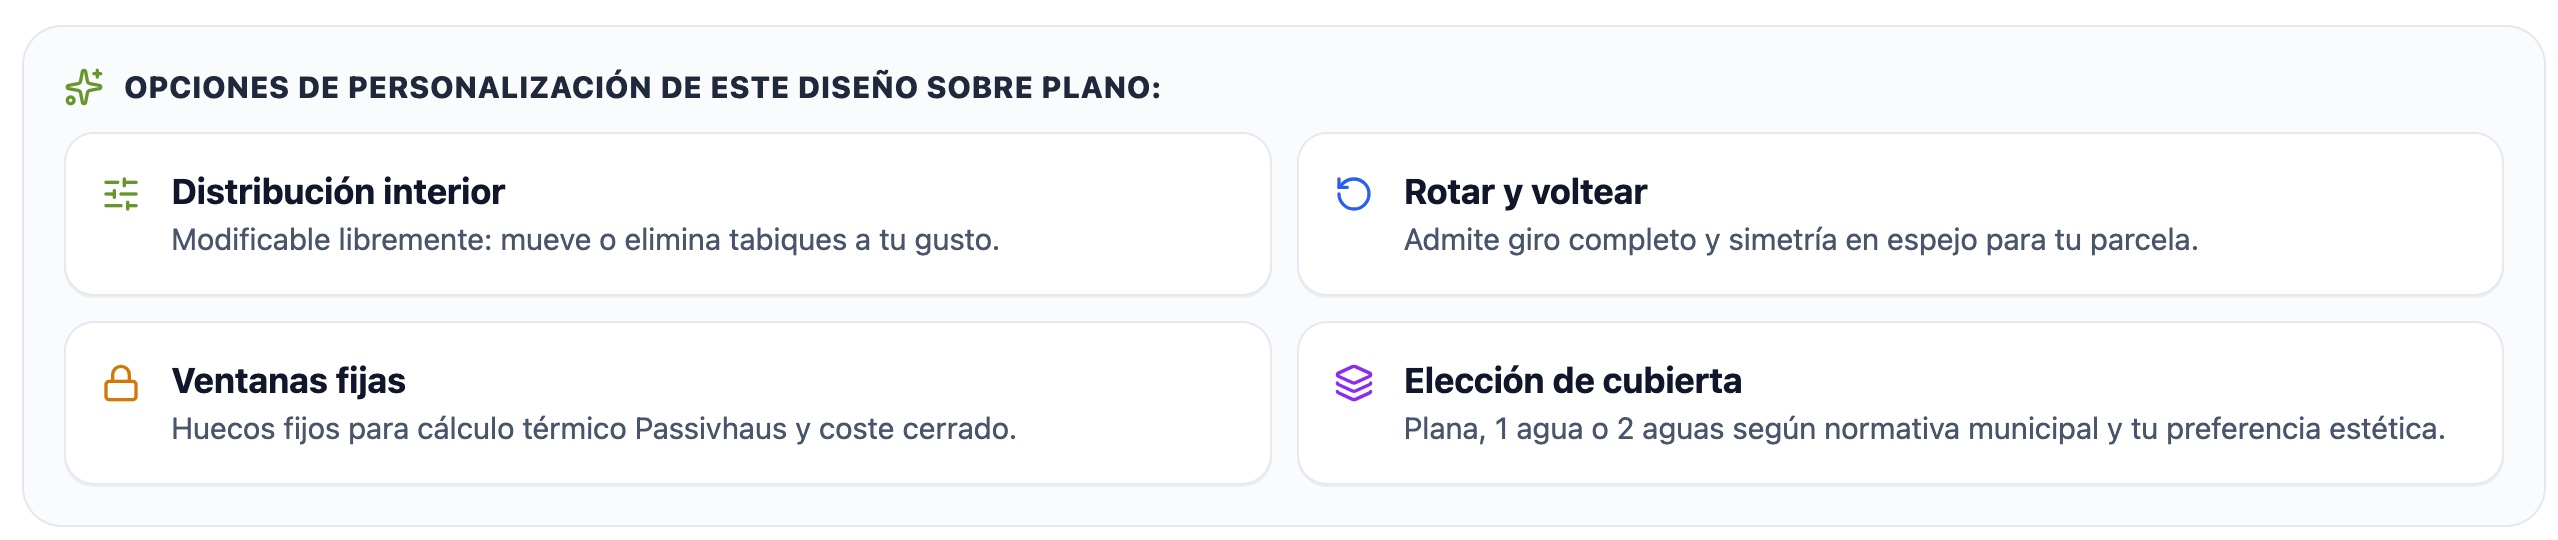 OPCIONES DE PERSONALIZACIÓN DE ESTE DISEÑO SOBRE PLANO:
Distribución interior
Modificable libremente: mueve o elimina tabiques a tu gusto.
Rotar y voltear
Admite giro completo y simetría en espejo para tu parcela.
Ventanas fijas
Huecos fijos para cálculo térmico Passivhaus y coste cerrado.
Elección de cubierta
Plana, 1 agua o 2 aguas según normativa municipal y tu preferencia estética.